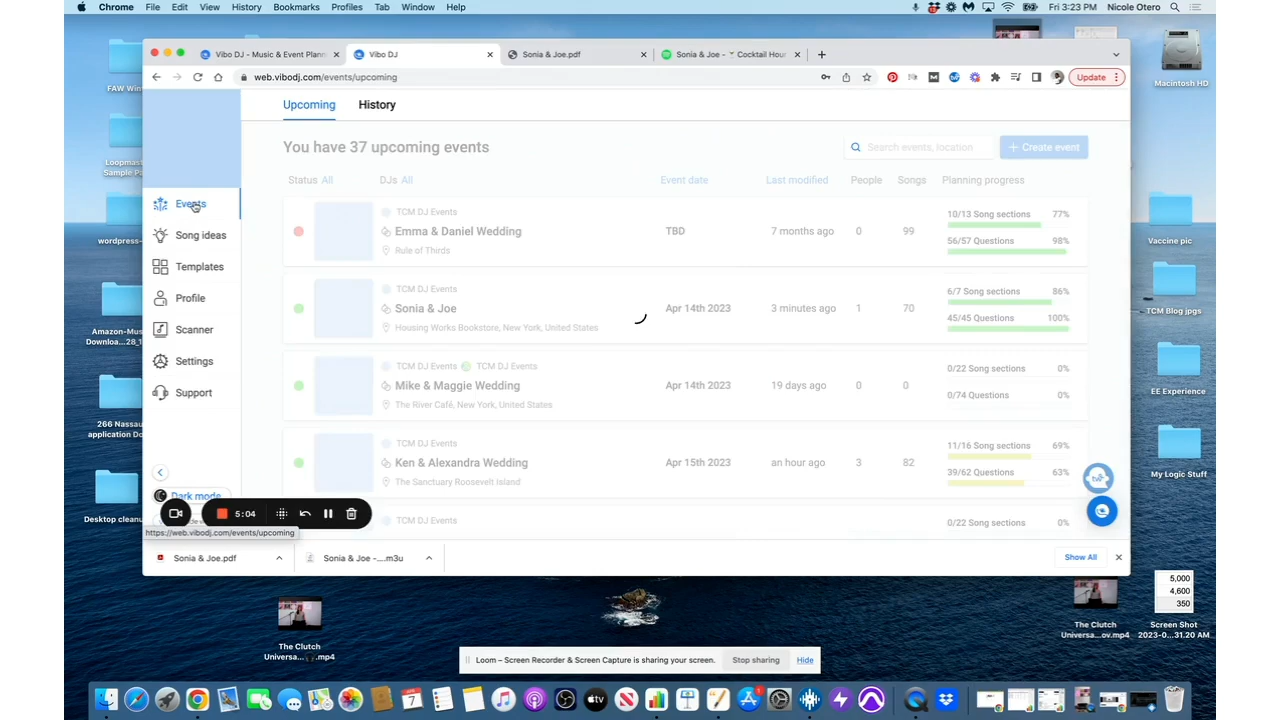 Chrome File Edit View History Bookmarks Profiles Tab Window Help
Fri 3:23 PM Nicole Otero
Vibo DJ - Music & Event Plann
Vibo DJ
Sonia & Joe.pdf
Sonia & Joe - Cocktail Hour
web.vibodj.com/events/upcoming
Update
Upcoming History
You have 37 upcoming events
Search events, location
+ Create event
Status All DJs All Event date Last modified People Songs Planning progress
Events
Song ideas
Templates
Profile
Scanner
Settings
Support
Dark mode
TCM DJ Events
Emma & Daniel Wedding
Rule of Thirds
TBD 7 months ago 0 99
10/13 Song sections 77%
56/57 Questions 98%
TCM DJ Events
Sonia & Joe
Housing Works Bookstore, New York, United States
Apr 14th 2023 3 minutes ago 1 70
6/7 Song sections 86%
45/45 Questions 100%
TCM DJ Events TCM DJ Events
Mike & Maggie Wedding
The River Café, New York, United States
Apr 14th 2023 19 days ago 0 0
0/22 Song sections 0%
0/74 Questions 0%
TCM DJ Events
Ken & Alexandra Wedding
The Sanctuary Roosevelt Island
Apr 15th 2023 an hour ago 3 82
11/16 Song sections 69%
39/62 Questions 63%
TCM DJ Events
0/22 Song sections 0%
5:04
https://web.vibodj.com/events/upcoming
Sonia & Joe.pdf
Sonia & Joe -....m3u
Show All
Loom – Screen Recorder & Screen Capture is sharing your screen.
Stop sharing
Hide
FAW Win
Loopmast
Sample Pa
wordpress-
Amazon-Mus
Downloa...28_1
266 Nassau
application Do
Desktop cleanu
Macintosh HD
Vaccine pic
TCM Blog jpgs
EE Experience
My Logic Stuff
The Clutch
Universa....mp4
The Clutch
Universa...ov.mp4
5,000
4,600
350
Screen Shot
2023-0...31.20 AM